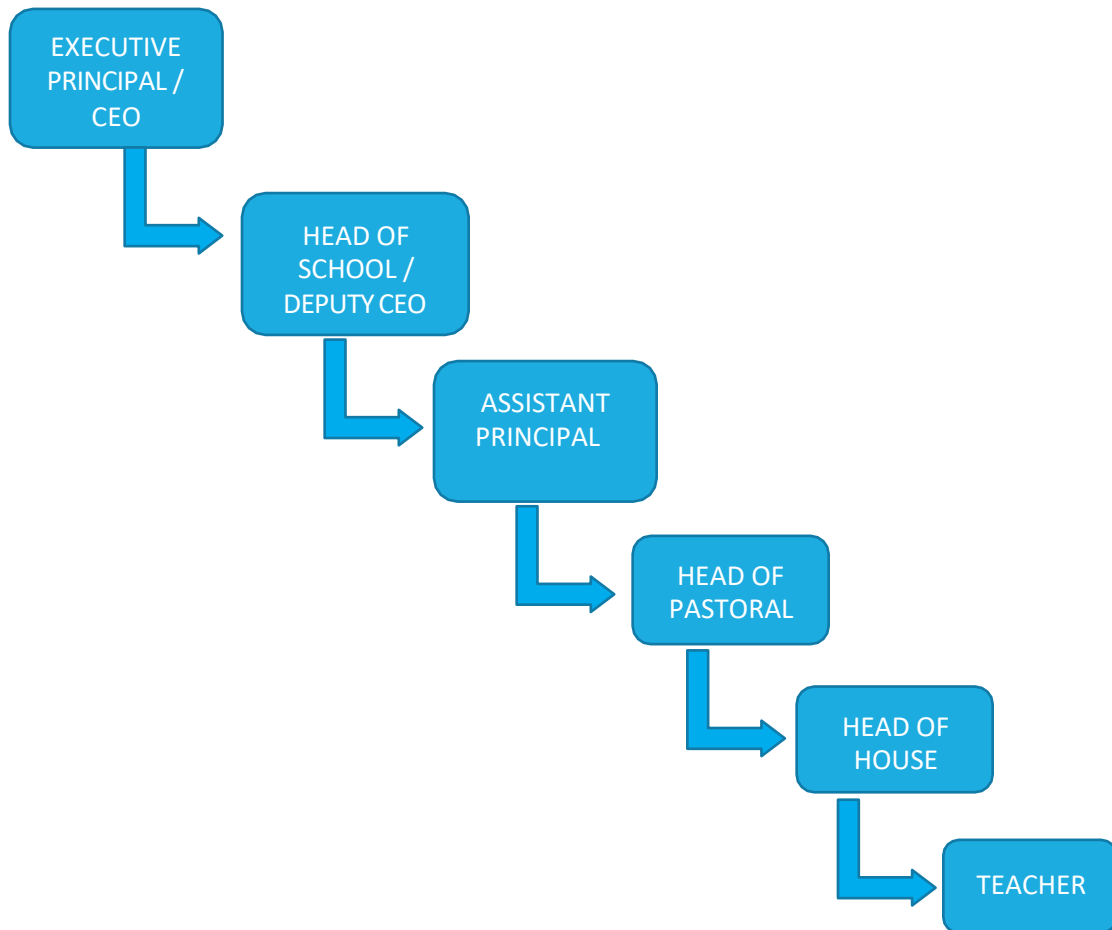 EXECUTIVE
PRINCIPAL /
CEO
HEAD OF
SCHOOL /
DEPUTY CEO
ASSISTANT
PRINCIPAL
HEAD OF
PASTORAL
HEAD OF
HOUSE
TEACHER